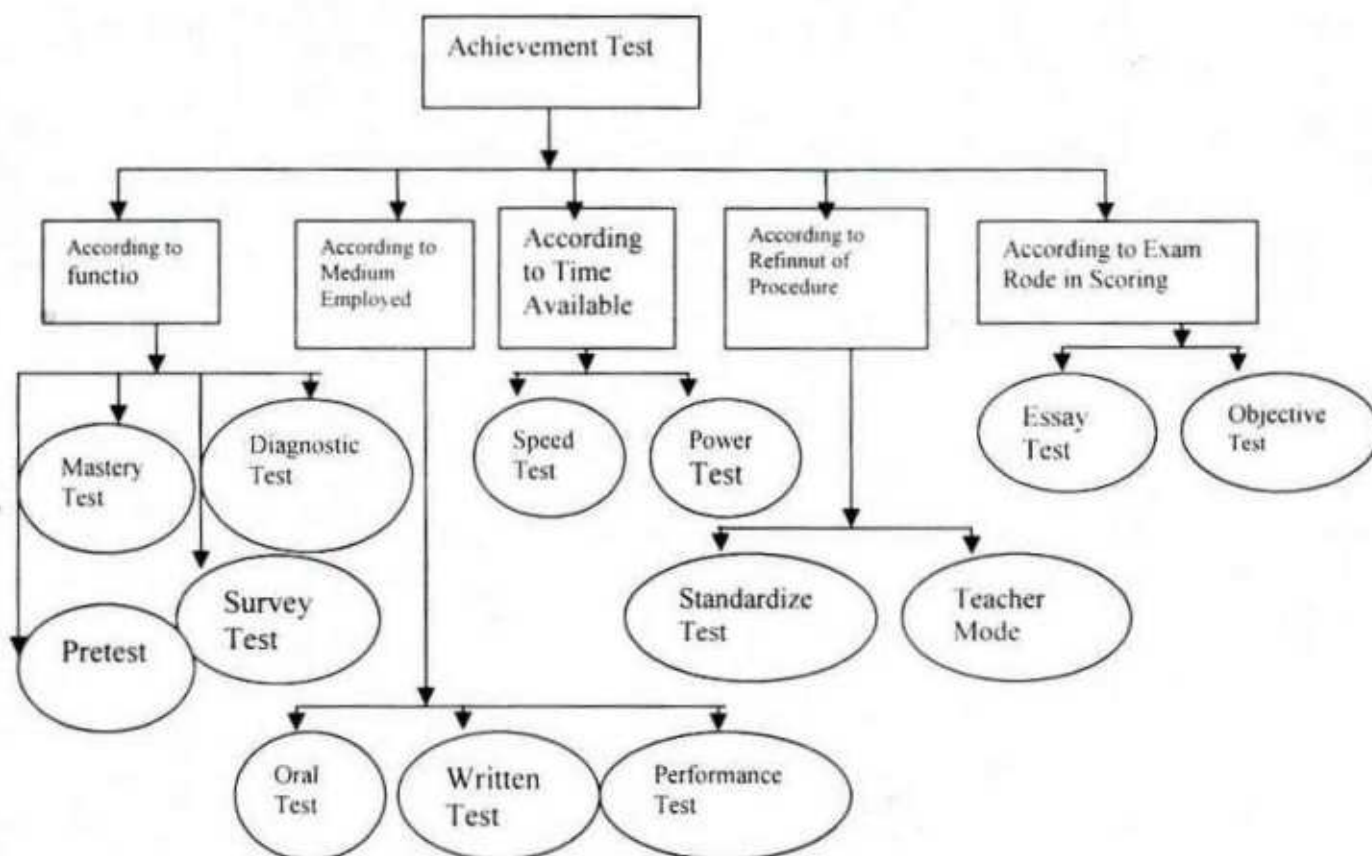 Achievement Test
According to
functio
According to
Medium
Employed
According
to Time
Available
According to
Refinnut of
Procedure
According to Exam
Rode in Scoring
Mastery
Test
Diagnostic
Test
Pretest
Survey
Test
Speed
Test
Power
Test
Essay
Test
Objective
Test
Standardize
Test
Teacher
Mode
Oral
Test
Written
Test
Performance
Test